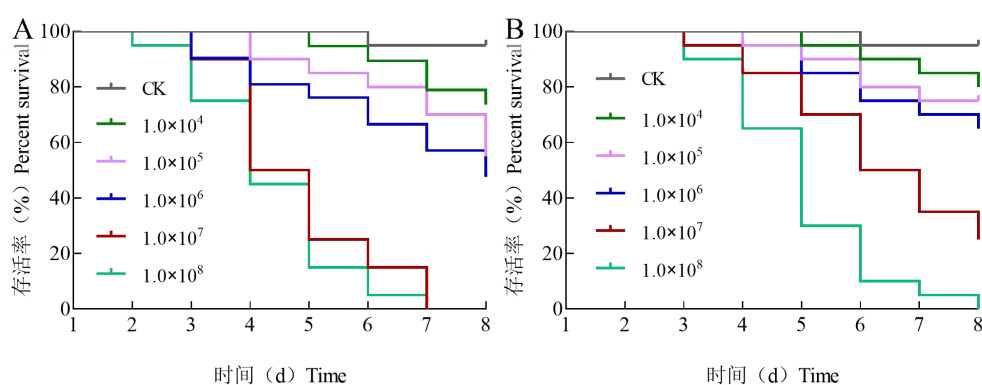 A
存活率（%）Percent survival
100
80
60
40
20
0
CK
1.0×10⁴
1.0×10⁵
1.0×10⁶
1.0×10⁷
1.0×10⁸
1 2 3 4 5 6 7 8
时间（d）Time
B
存活率（%）Percent survival
100
80
60
40
20
0
CK
1.0×10⁴
1.0×10⁵
1.0×10⁶
1.0×10⁷
1.0×10⁸
1 2 3 4 5 6 7 8
时间（d）Time